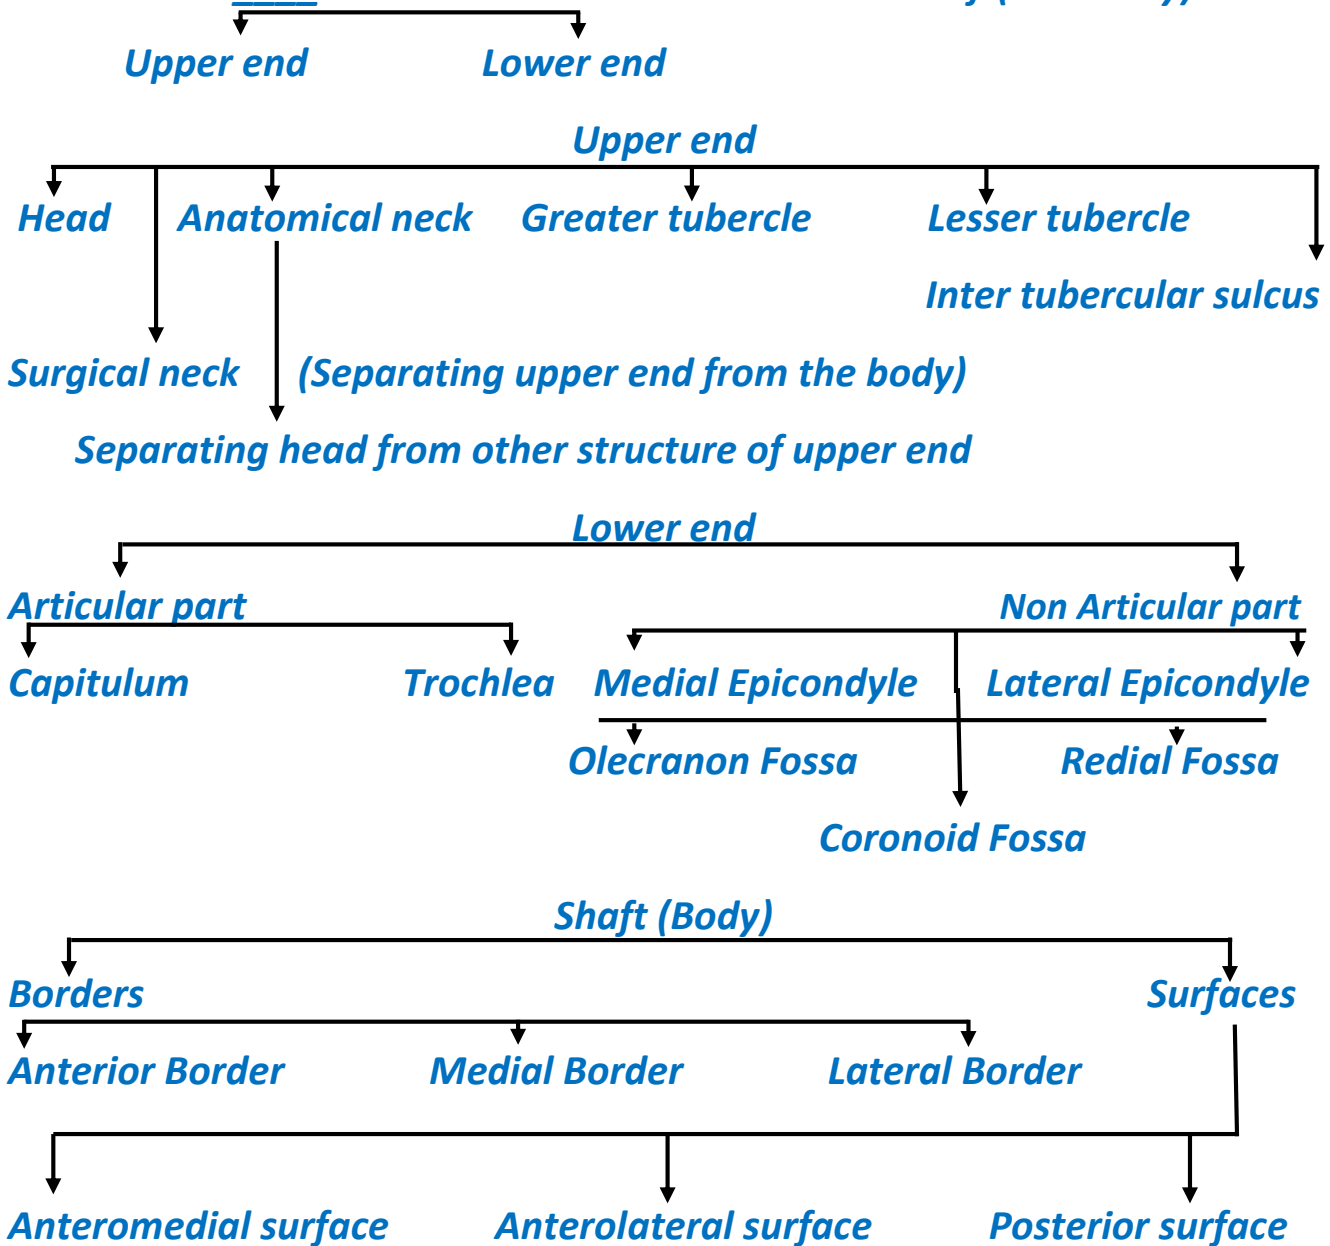 Upper end Lower end
Upper end
Head Anatomical neck Greater tubercle Lesser tubercle
Inter tubercular sulcus
Surgical neck (Separating upper end from the body)
Separating head from other structure of upper end
Lower end
Articular part Non Articular part
Capitulum Trochlea Medial Epicondyle Lateral Epicondyle
Olecranon Fossa Redial Fossa
Coronoid Fossa
Shaft (Body)
Borders Surfaces
Anterior Border Medial Border Lateral Border
Anteromedial surface Anterolateral surface Posterior surface